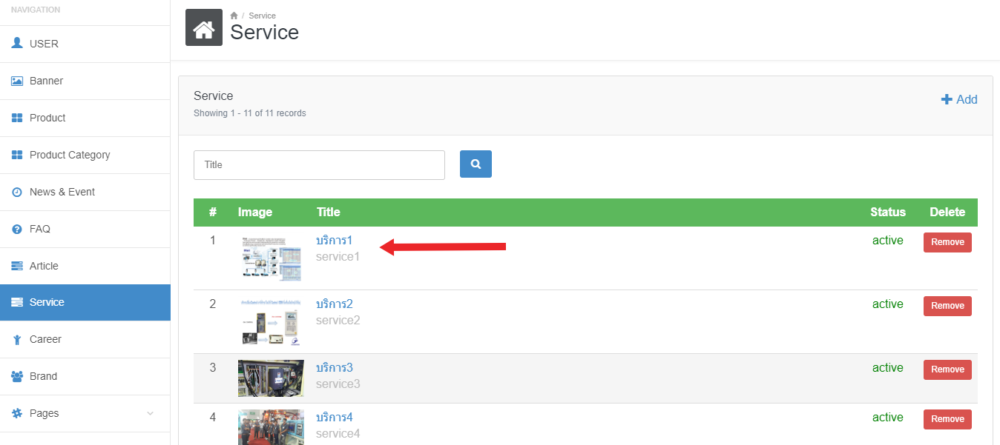 NAVIGATION
USER
Banner
Product
Product Category
News & Event
FAQ
Article
Service
Career
Brand
Pages
/ Service
Service
Service
Showing 1 - 11 of 11 records
Add
Title
# Image Title Status Delete
1 บริการ1 active Remove
service1
2 บริการ2 active Remove
service2
3 บริการ3 active Remove
service3
4 บริการ4 active Remove
service4